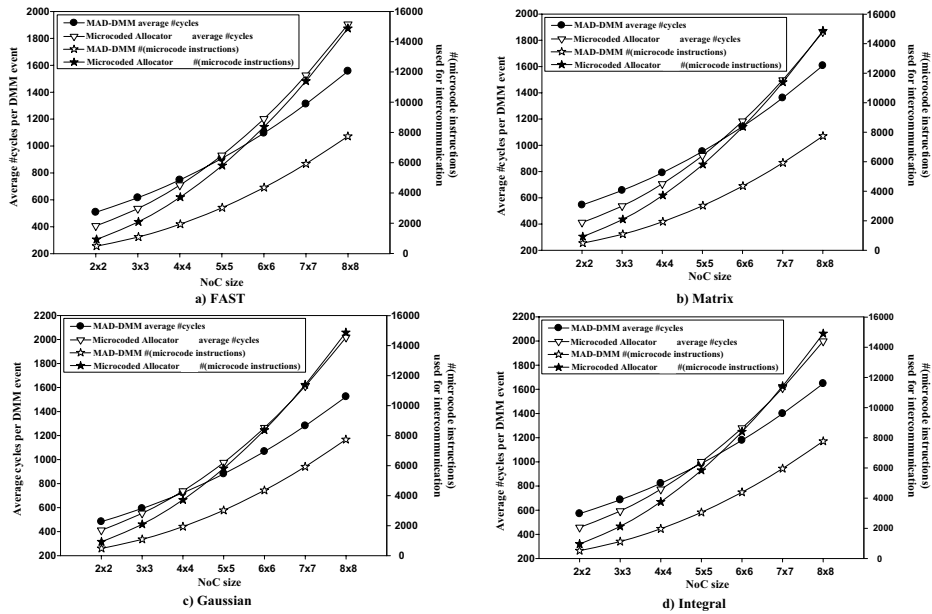 2000
1800
1600
1400
1200
1000
800
600
400
200
Average #cycles per DMM event
MAD-DMM average #cycles
Microcoded Allocator average #cycles
MAD-DMM #(microcode instructions)
Microcoded Allocator #(microcode instructions)
16000
14000
12000
10000
8000
6000
4000
2000
0
#(microcode instructions)
used for intercommunication
2x2 3x3 4x4 5x5 6x6 7x7 8x8
NoC size
a) FAST
2000
1800
1600
1400
1200
1000
800
600
400
200
Average #cycles per DMM event
MAD-DMM average #cycles
Microcoded Allocator average #cycles
MAD-DMM #(microcode instructions)
Microcoded Allocator #(microcode instructions)
16000
14000
12000
10000
8000
6000
4000
2000
0
#(microcode instructions)
used for intercommunication
2x2 3x3 4x4 5x5 6x6 7x7 8x8
NoC size
b) Matrix
2200
2000
1800
1600
1400
1200
1000
800
600
400
200
Average cycles per DMM event
MAD-DMM average #cycles
Microcoded Allocator average #cycles
MAD-DMM #(microcode instructions)
Microcoded Allocator #(microcode instructions)
16000
14000
12000
10000
8000
6000
4000
2000
0
#(microcode instructions)
used for intercommunication
2x2 3x3 4x4 5x5 6x6 7x7 8x8
NoC size
c) Gaussian
2200
2000
1800
1600
1400
1200
1000
800
600
400
200
Average #cycles per DMM event
MAD-DMM average #cycles
Microcoded Allocator average #cycles
MAD-DMM #(microcode instructions)
Microcoded Allocator #(microcode instructions)
16000
14000
12000
10000
8000
6000
4000
2000
0
#(microcode instructions)
used for intercommunication
2x2 3x3 4x4 5x5 6x6 7x7 8x8
NoC size
d) Integral